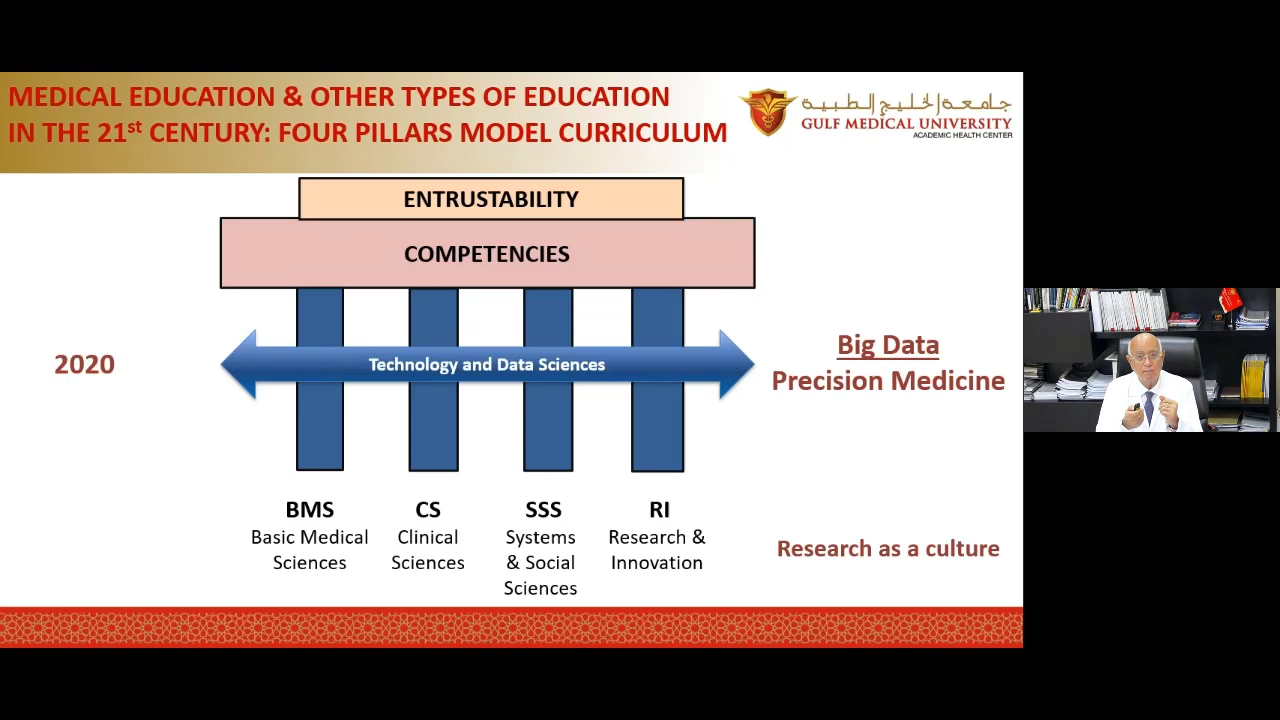 MEDICAL EDUCATION & OTHER TYPES OF EDUCATION
IN THE 21st CENTURY: FOUR PILLARS MODEL CURRICULUM
جامعة الخليج الطبية
GULF MEDICAL UNIVERSITY
ACADEMIC HEALTH CENTER
ENTRUSTABILITY
COMPETENCIES
2020
Technology and Data Sciences
Big Data
Precision Medicine
BMS
Basic Medical
Sciences
CS
Clinical
Sciences
SSS
Systems
& Social
Sciences
RI
Research &
Innovation
Research as a culture